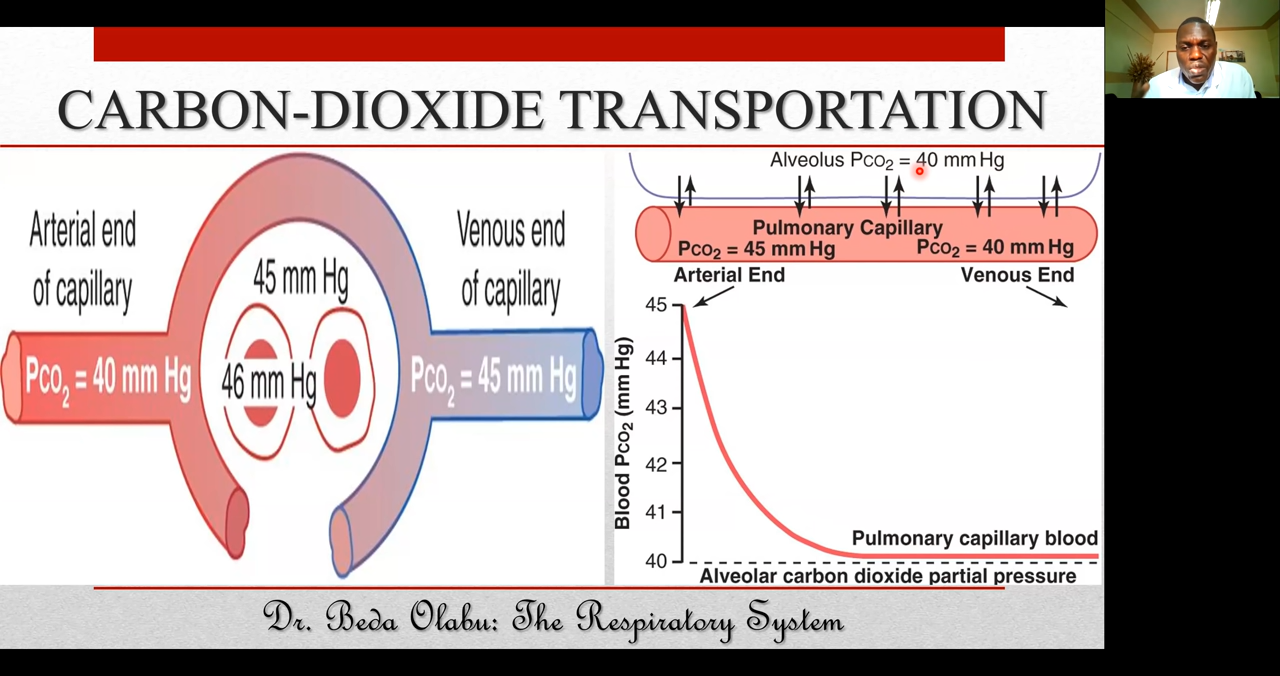 CARBON-DIOXIDE TRANSPORTATION
Arterial end
of capillary
Venous end
of capillary
45 mm Hg
46 mm Hg
PCO2 = 40 mm Hg
PCO2 = 45 mm Hg
Alveolus PCO2 = 40 mm Hg
Pulmonary Capillary
PCO2 = 45 mm Hg
PCO2 = 40 mm Hg
Arterial End
Venous End
Blood PCO2 (mm Hg)
45
44
43
42
41
40
Pulmonary capillary blood
Alveolar carbon dioxide partial pressure
Dr. Beda Olabu: The Respiratory System